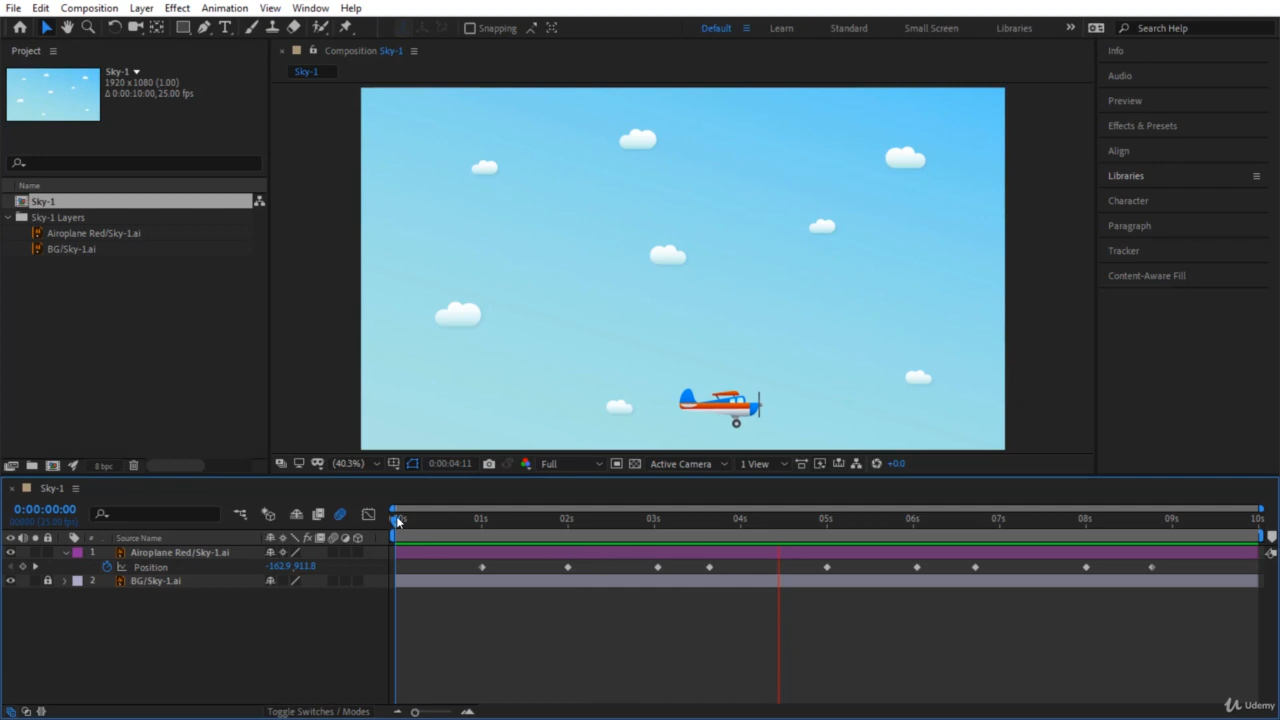 File Edit Composition Layer Effect Animation View Window Help
Snapping Default Learn Standard Small Screen Libraries Search Help
Project
Composition Sky-1
Sky-1
Sky-1
1920 x 1080 (1.00)
Δ 0:00:10:00, 25.00 fps
Name
Sky-1
Sky-1 Layers
Airoplane Red/Sky-1.ai
BG/Sky-1.ai
Info
Audio
Preview
Effects & Presets
Align
Libraries
Character
Paragraph
Tracker
Content-Aware Fill
8 bpc
(40.3%) 0:00:04:11 Full Active Camera 1 View +0.0
Sky-1
0:00:00:00
00000 (25.00 fps)
01s 02s 03s 04s 05s 06s 07s 08s 09s 10s
# Source Name
1 Airoplane Red/Sky-1.ai
Position -162.9,911.8
2 BG/Sky-1.ai
Toggle Switches / Modes
Udemy